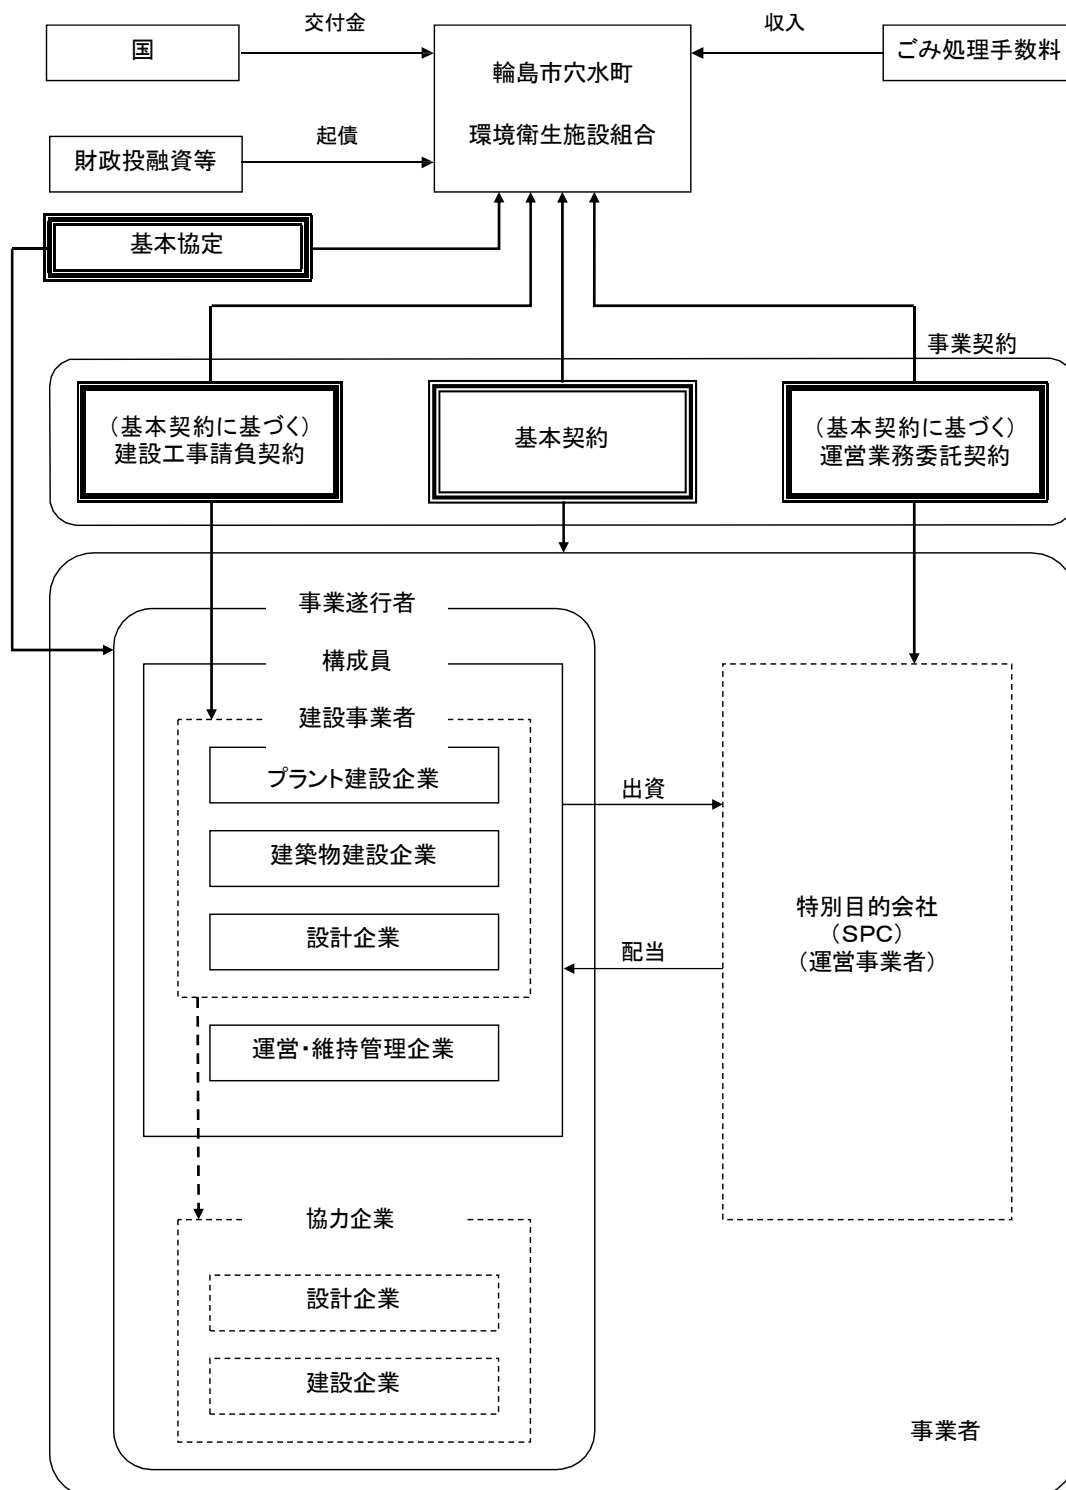 交付金
収入
国
ごみ処理手数料
輪島市穴水町
環境衛生施設組合
起債
財政投融資等
基本協定
事業契約
（基本契約に基づく）
建設工事請負契約
基本契約
（基本契約に基づく）
運営業務委託契約
事業遂行者
構成員
建設事業者
プラント建設企業
出資
建築物建設企業
特別目的会社
（SPC）
（運営事業者）
設計企業
配当
運営・維持管理企業
協力企業
設計企業
建設企業
事業者